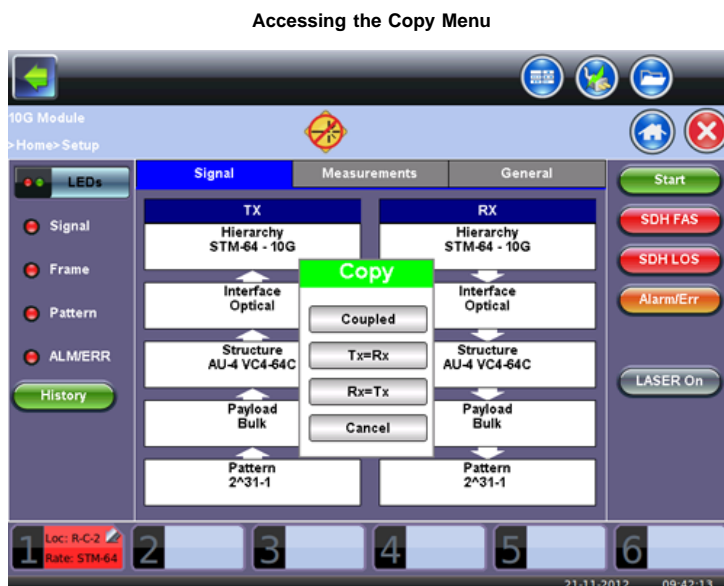 Accessing the Copy Menu
10G Module
>Home>Setup
LEDs
Signal
Measurements
General
Start
TX
RX
Signal
Hierarchy
STM-64 - 10G
Hierarchy
STM-64 - 10G
SDH FAS
Frame
Copy
SDH LOS
Interface
Optical
Interface
Optical
Alarm/Err
Pattern
Coupled
Structure
AU-4 VC4-64C
Tx=Rx
Structure
AU-4 VC4-64C
ALM/ERR
LASER On
History
Rx=Tx
Payload
Bulk
Payload
Bulk
Cancel
Pattern
2^31-1
Pattern
2^31-1
1
Loc: R-C-2
Rate: STM-64
2
3
4
5
6
21-11-2012 09:42:13